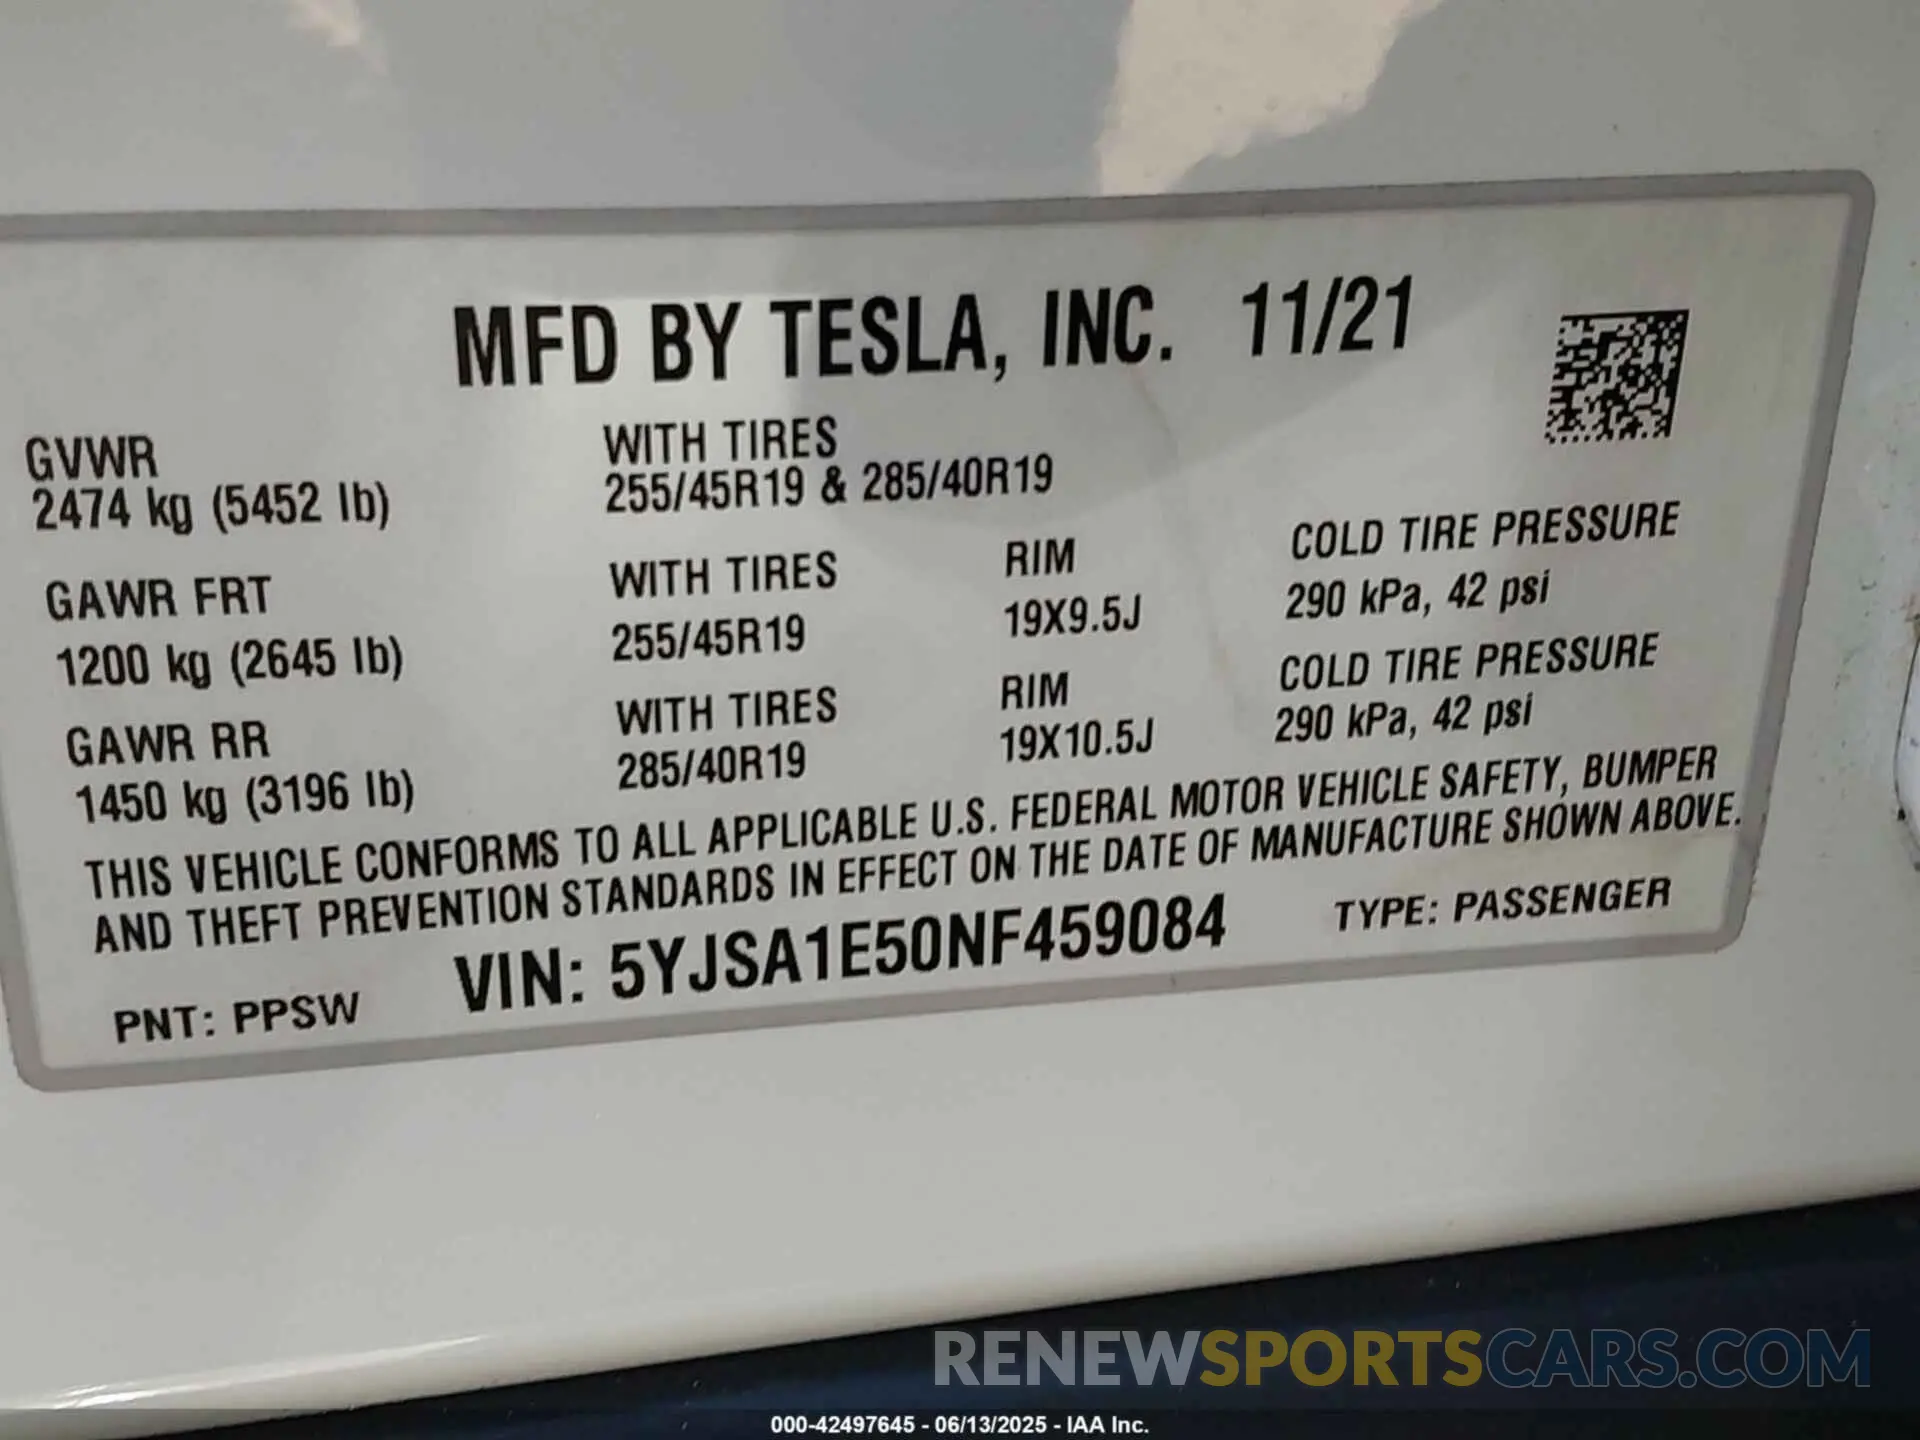 MFD BY TESLA, INC. 11/21
GVWR WITH TIRES
2474 kg (5452 lb) 255/45R19 & 285/40R19
GAWR FRT WITH TIRES RIM COLD TIRE PRESSURE
1200 kg (2645 lb) 255/45R19 19X9.5J 290 kPa, 42 psi
GAWR RR WITH TIRES RIM COLD TIRE PRESSURE
1450 kg (3196 lb) 285/40R19 19X10.5J 290 kPa, 42 psi
THIS VEHICLE CONFORMS TO ALL APPLICABLE U.S. FEDERAL MOTOR VEHICLE SAFETY, BUMPER
AND THEFT PREVENTION STANDARDS IN EFFECT ON THE DATE OF MANUFACTURE SHOWN ABOVE.
PNT: PPSW VIN: 5YJSA1E50NF459084 TYPE: PASSENGER
RENEWSPORTSCARS.COM
000-42497645 - 06/13/2025 - IAA Inc.